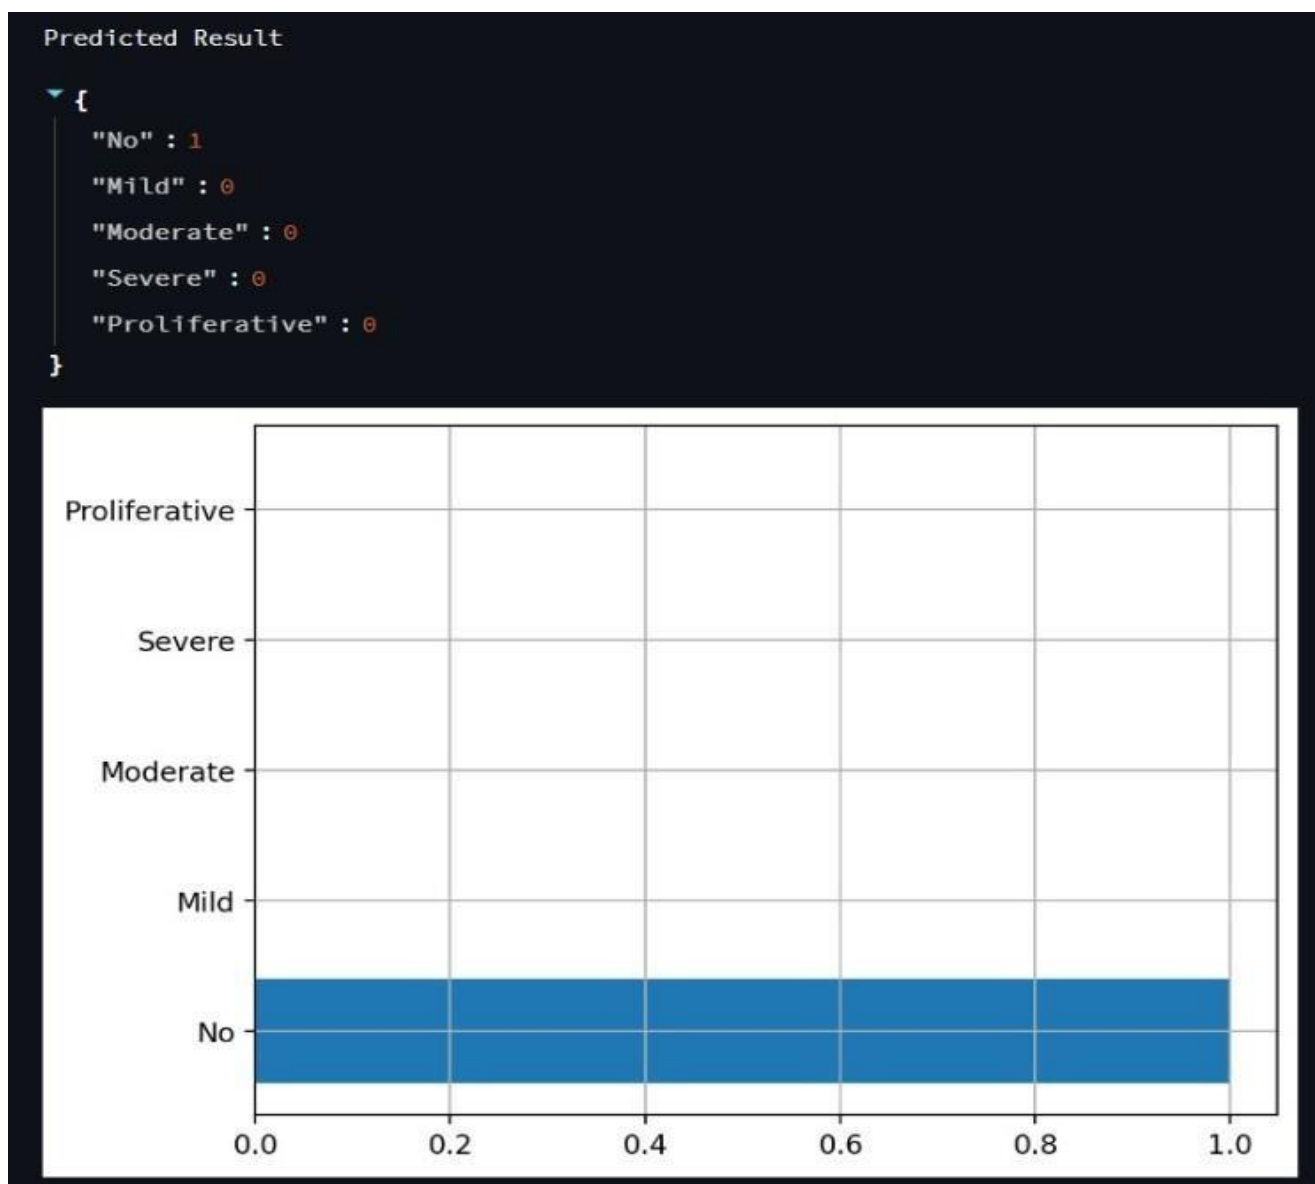 Predicted Result
{
"No" : 1
"Mild" : 0
"Moderate" : 0
"Severe" : 0
"Proliferative" : 0
}
Proliferative
Severe
Moderate
Mild
No
0.0 0.2 0.4 0.6 0.8 1.0